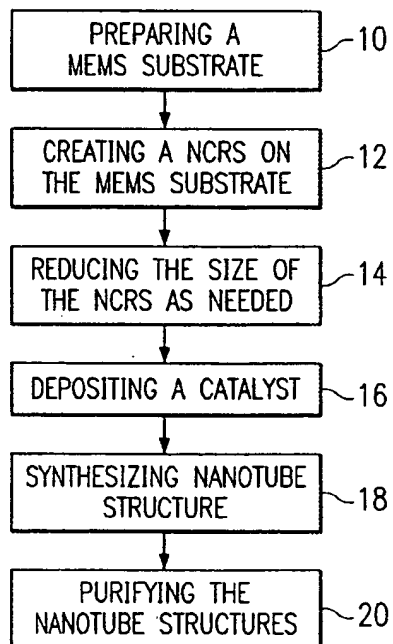 PREPARING A
MEMS SUBSTRATE
10
CREATING A NCRS ON
THE MEMS SUBSTRATE
12
REDUCING THE SIZE OF
THE NCRS AS NEEDED
14
DEPOSITING A CATALYST
16
SYNTHESIZING NANOTUBE
STRUCTURE
18
PURIFYING THE
NANOTUBE STRUCTURES
20